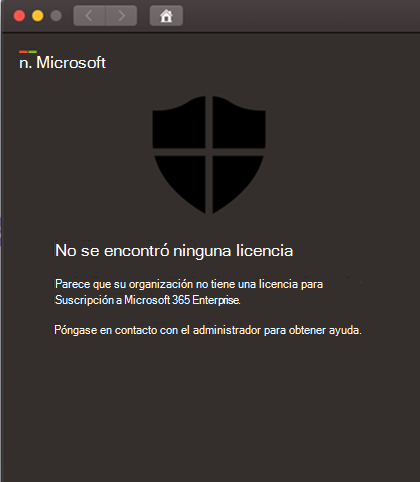 n. Microsoft
No se encontró ninguna licencia
Parece que su organización no tiene una licencia para
Suscripción a Microsoft 365 Enterprise.
Póngase en contacto con el administrador para obtener ayuda.